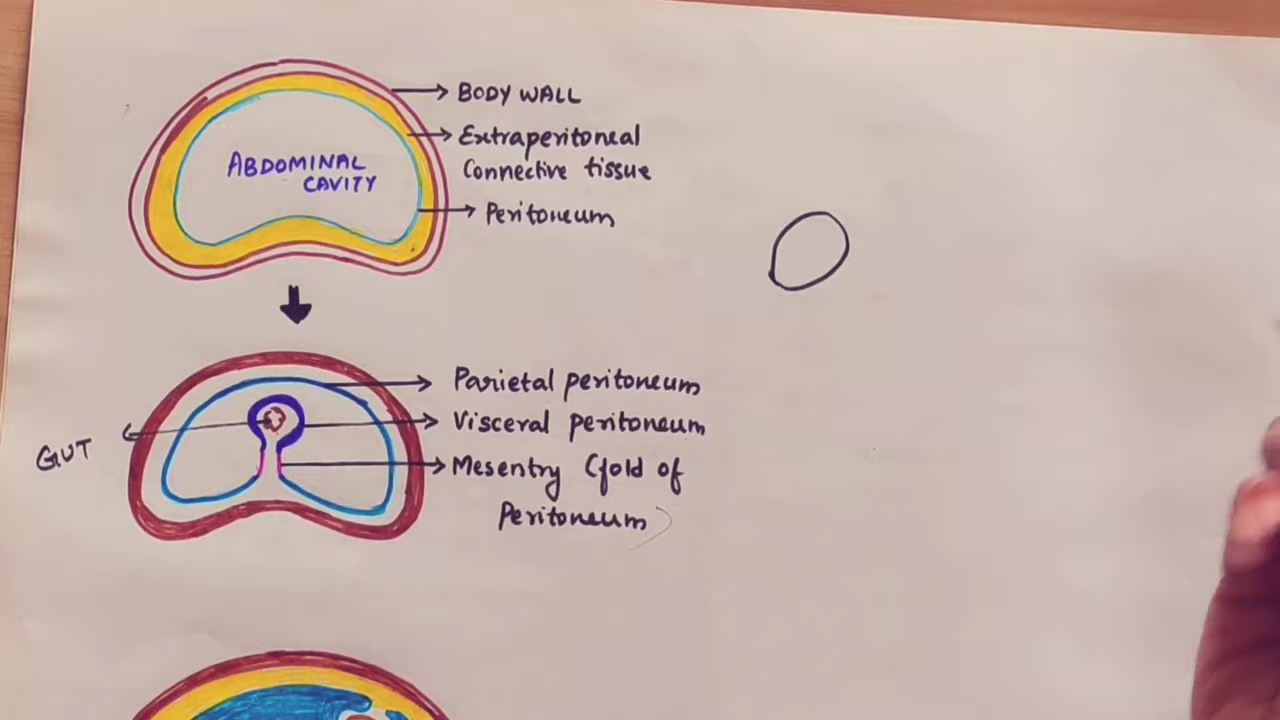 BODY WALL
Extraperitoneal
Connective tissue
ABDOMINAL
CAVITY
Peritoneum
Parietal peritoneum
Visceral peritoneum
GUT
Mesentry (fold of
Peritoneum)